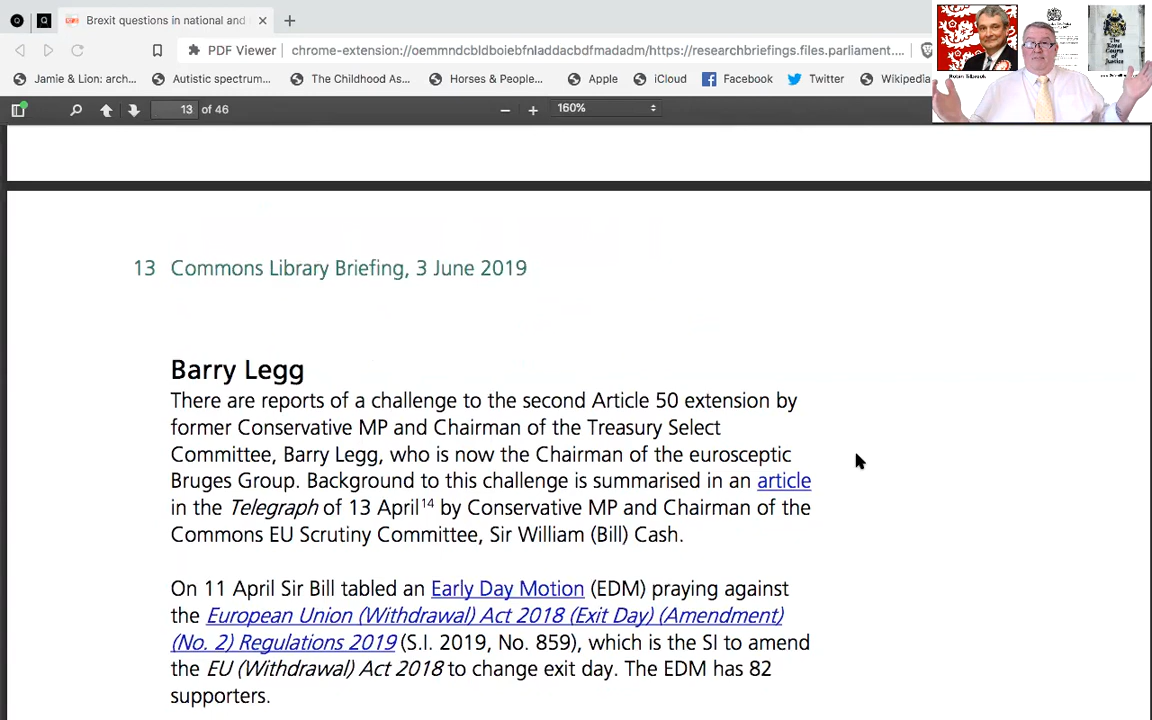 Brexit questions in national and
PDF Viewer
chrome-extension://oemmndcbldboiebfnladdacbdfmadadm/https://researchbriefings.files.parliament....
Jamie & Lion: arch...
Autistic spectrum...
The Childhood As...
Horses & People...
Apple
iCloud
Facebook
Twitter
Wikipedia
13 of 46
160%
The
Royal
Courts
of
Justice
13 Commons Library Briefing, 3 June 2019
Barry Legg
There are reports of a challenge to the second Article 50 extension by
former Conservative MP and Chairman of the Treasury Select
Committee, Barry Legg, who is now the Chairman of the eurosceptic
Bruges Group. Background to this challenge is summarised in an article
in the Telegraph of 13 April14 by Conservative MP and Chairman of the
Commons EU Scrutiny Committee, Sir William (Bill) Cash.
On 11 April Sir Bill tabled an Early Day Motion (EDM) praying against
the European Union (Withdrawal) Act 2018 (Exit Day) (Amendment)
(No. 2) Regulations 2019 (S.I. 2019, No. 859), which is the SI to amend
the EU (Withdrawal) Act 2018 to change exit day. The EDM has 82
supporters.